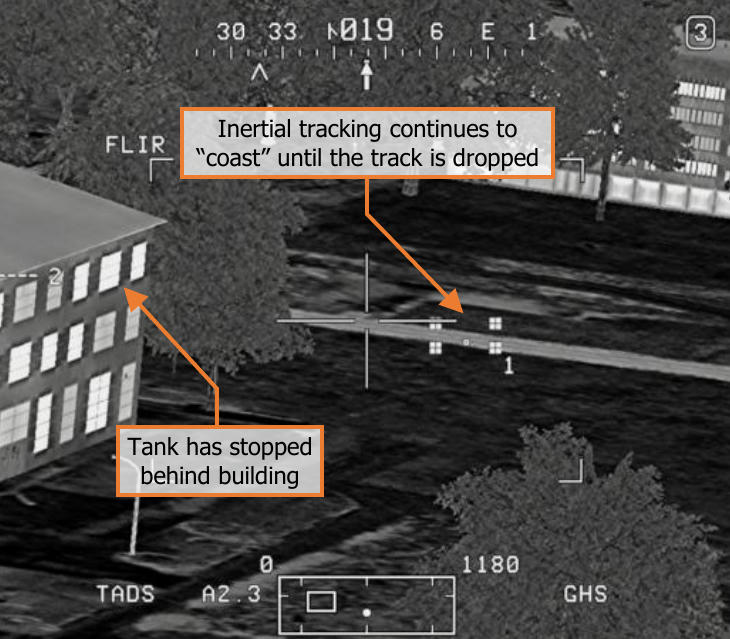 30 33 N 019 6 E 1
3
Inertial tracking continues to
“coast” until the track is dropped
FLIR
2
1
Tank has stopped
behind building
0
1180
TADS
A2.3
GHS